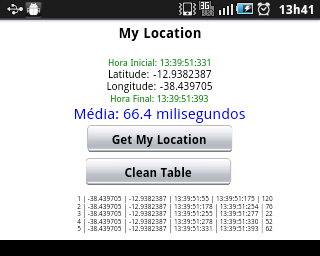 3G
13h41
My Location
Hora Inicial: 13:39:51:331
Latitude: -12.9382387
Longitude: -38.439705
Hora Final: 13:39:51:393
Média: 66.4 milisegundos
Get My Location
Clean Table
1 | -38.439705 | -12.9382387 | 13:39:51:55 | 13:39:51:175 | 120
2 | -38.439705 | -12.9382387 | 13:39:51:178 | 13:39:51:254 | 76
3 | -38.439705 | -12.9382387 | 13:39:51:255 | 13:39:51:277 | 22
4 | -38.439705 | -12.9382387 | 13:39:51:278 | 13:39:51:330 | 52
5 | -38.439705 | -12.9382387 | 13:39:51:331 | 13:39:51:393 | 62